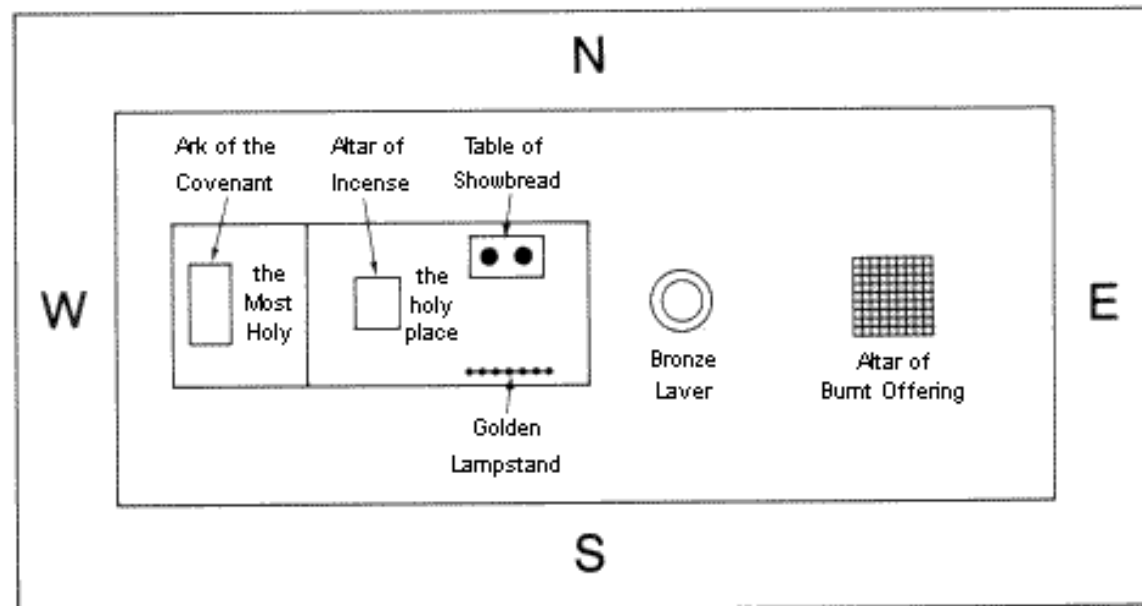 N
Ark of the
Covenant
Altar of
Incense
Table of
Showbread
W
the
Most
Holy
the
holy
place
E
Bronze
Laver
Altar of
Burnt Offering
Golden
Lampstand
S